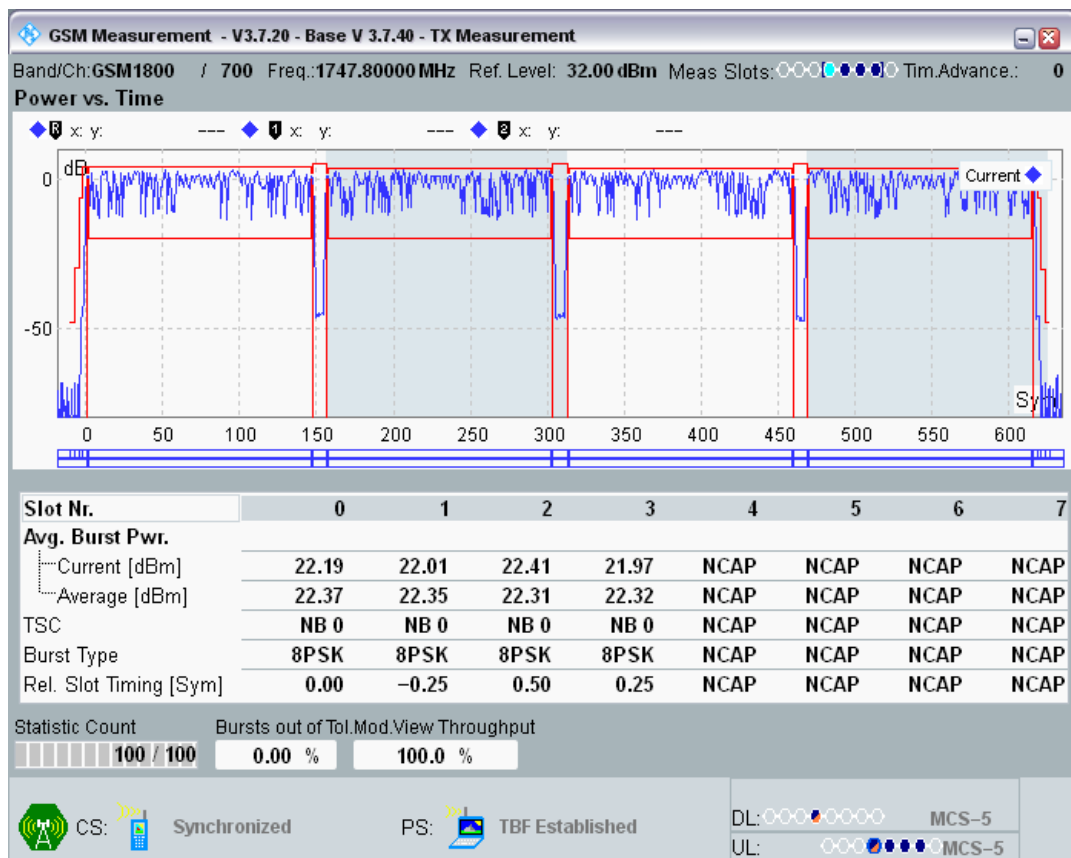 GSM Measurement - V3.7.20 - Base V 3.7.40 - TX Measurement
Band/Ch:GSM1800 / 700 Freq.:1747.80000 MHz Ref. Level: 32.00 dBm Meas Slots: Tim.Advance.: 0
Power vs. Time
R x: y: --- 1 x: y: --- 2 x: y: ---
dB
Current
0
-50
Sym
0 50 100 150 200 250 300 350 400 450 500 550 600
Slot Nr. 0 1 2 3 4 5 6 7
Avg. Burst Pwr.
Current [dBm] 22.19 22.01 22.41 21.97 NCAP NCAP NCAP NCAP
Average [dBm] 22.37 22.35 22.31 22.32 NCAP NCAP NCAP NCAP
TSC NB 0 NB 0 NB 0 NB 0 NCAP NCAP NCAP NCAP
Burst Type 8PSK 8PSK 8PSK 8PSK NCAP NCAP NCAP NCAP
Rel. Slot Timing [Sym] 0.00 −0.25 0.50 0.25 NCAP NCAP NCAP NCAP
Statistic Count Bursts out of Tol.Mod.View Throughput
100 / 100 0.00 % 100.0 %
CS: Synchronized PS: TBF Established DL: MCS−5
UL: MCS−5